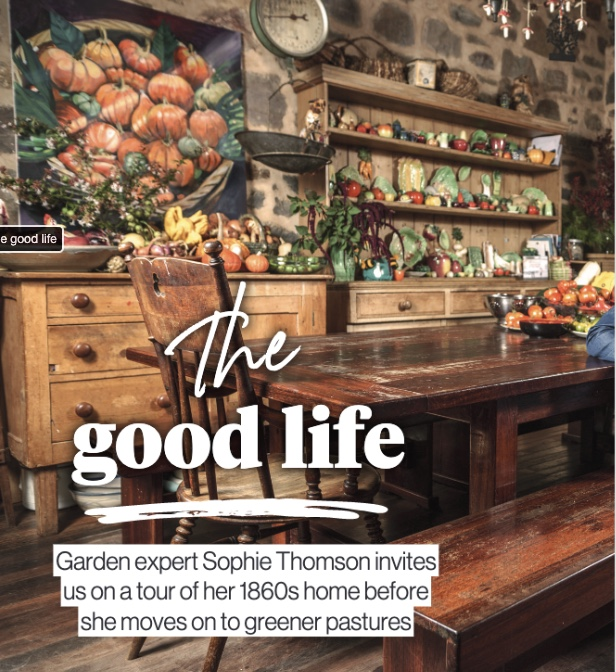 e good life
The
good life
Garden expert Sophie Thomson invites
us on a tour of her 1860s home before
she moves on to greener pastures